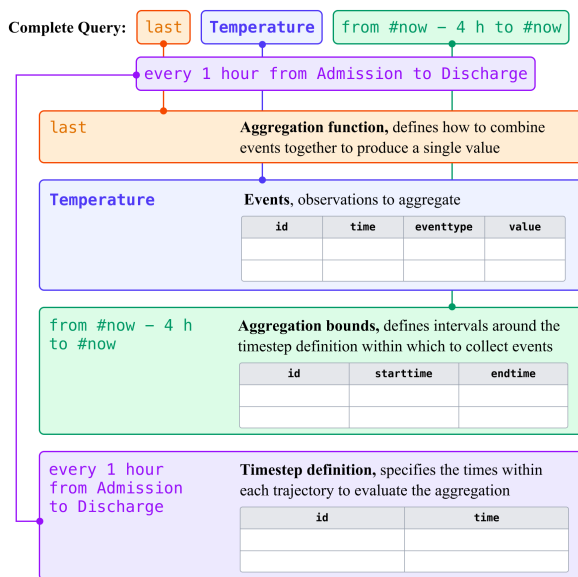 Complete Query: last Temperature from #now − 4 h to #now
every 1 hour from Admission to Discharge
last
Aggregation function, defines how to combine
events together to produce a single value
Temperature
Events, observations to aggregate
id time eventtype value
from #now − 4 h
to #now
Aggregation bounds, defines intervals around the
timestep definition within which to collect events
id starttime endtime
every 1 hour
from Admission
to Discharge
Timestep definition, specifies the times within
each trajectory to evaluate the aggregation
id time